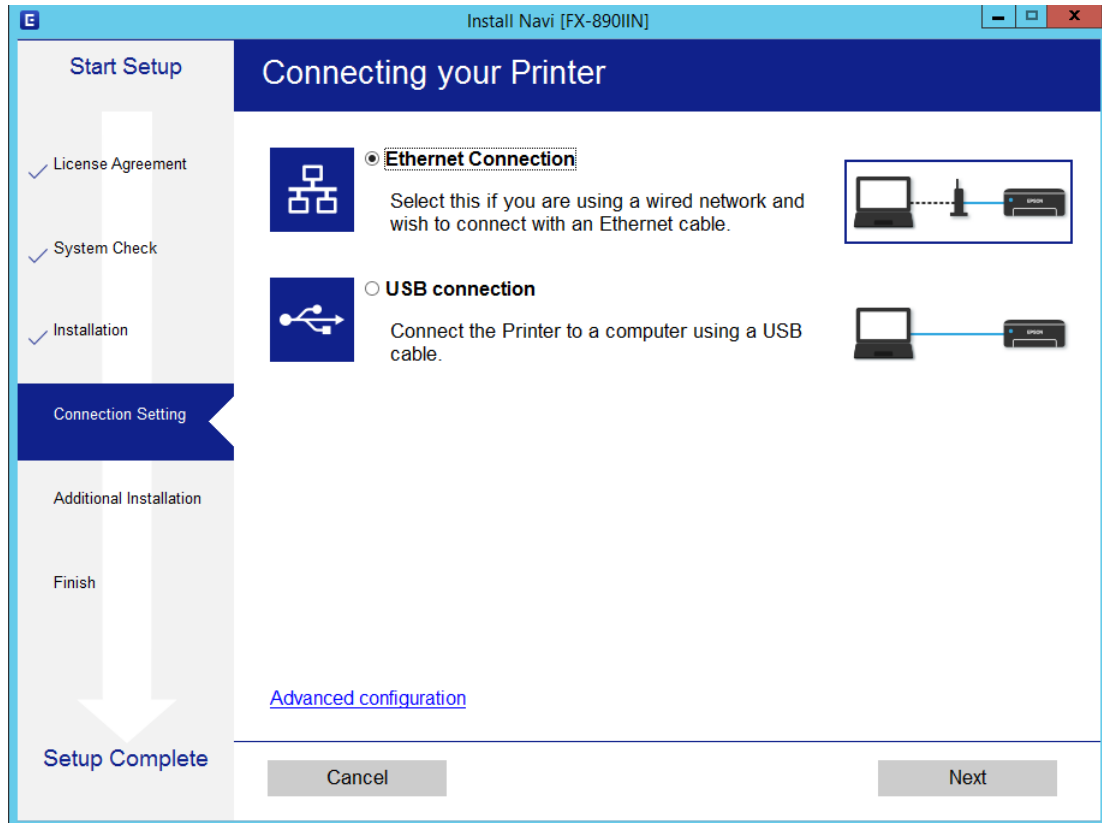 Install Navi [FX-890IIN]
Start Setup
License Agreement
System Check
Installation
Connection Setting
Additional Installation
Finish
Setup Complete
Connecting your Printer
Ethernet Connection
Select this if you are using a wired network and
wish to connect with an Ethernet cable.
EPSON
USB connection
Connect the Printer to a computer using a USB
cable.
EPSON
Advanced configuration
Cancel
Next